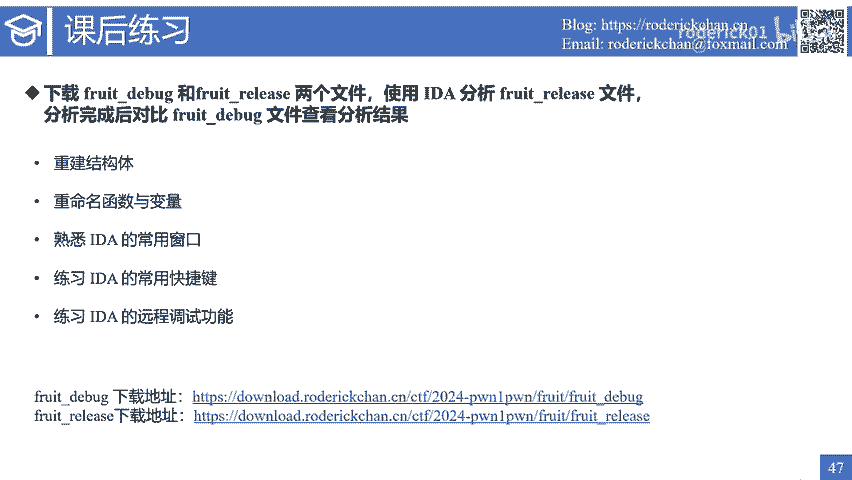 课后练习
Blog: https://roderickchan.cn
Email: roderickchan@foxmail.com
roderick01
◆ 下载 fruit_debug 和fruit_release 两个文件，使用 IDA 分析 fruit_release 文件，
分析完成后对比 fruit_debug 文件查看分析结果
• 重建结构体
• 重命名函数与变量
• 熟悉 IDA 的常用窗口
• 练习 IDA 的常用快捷键
• 练习 IDA 的远程调试功能
fruit_debug 下载地址：https://download.roderickchan.cn/ctf/2024-pwn1pwn/fruit/fruit_debug
fruit_release下载地址：https://download.roderickchan.cn/ctf/2024-pwn1pwn/fruit/fruit_release
47